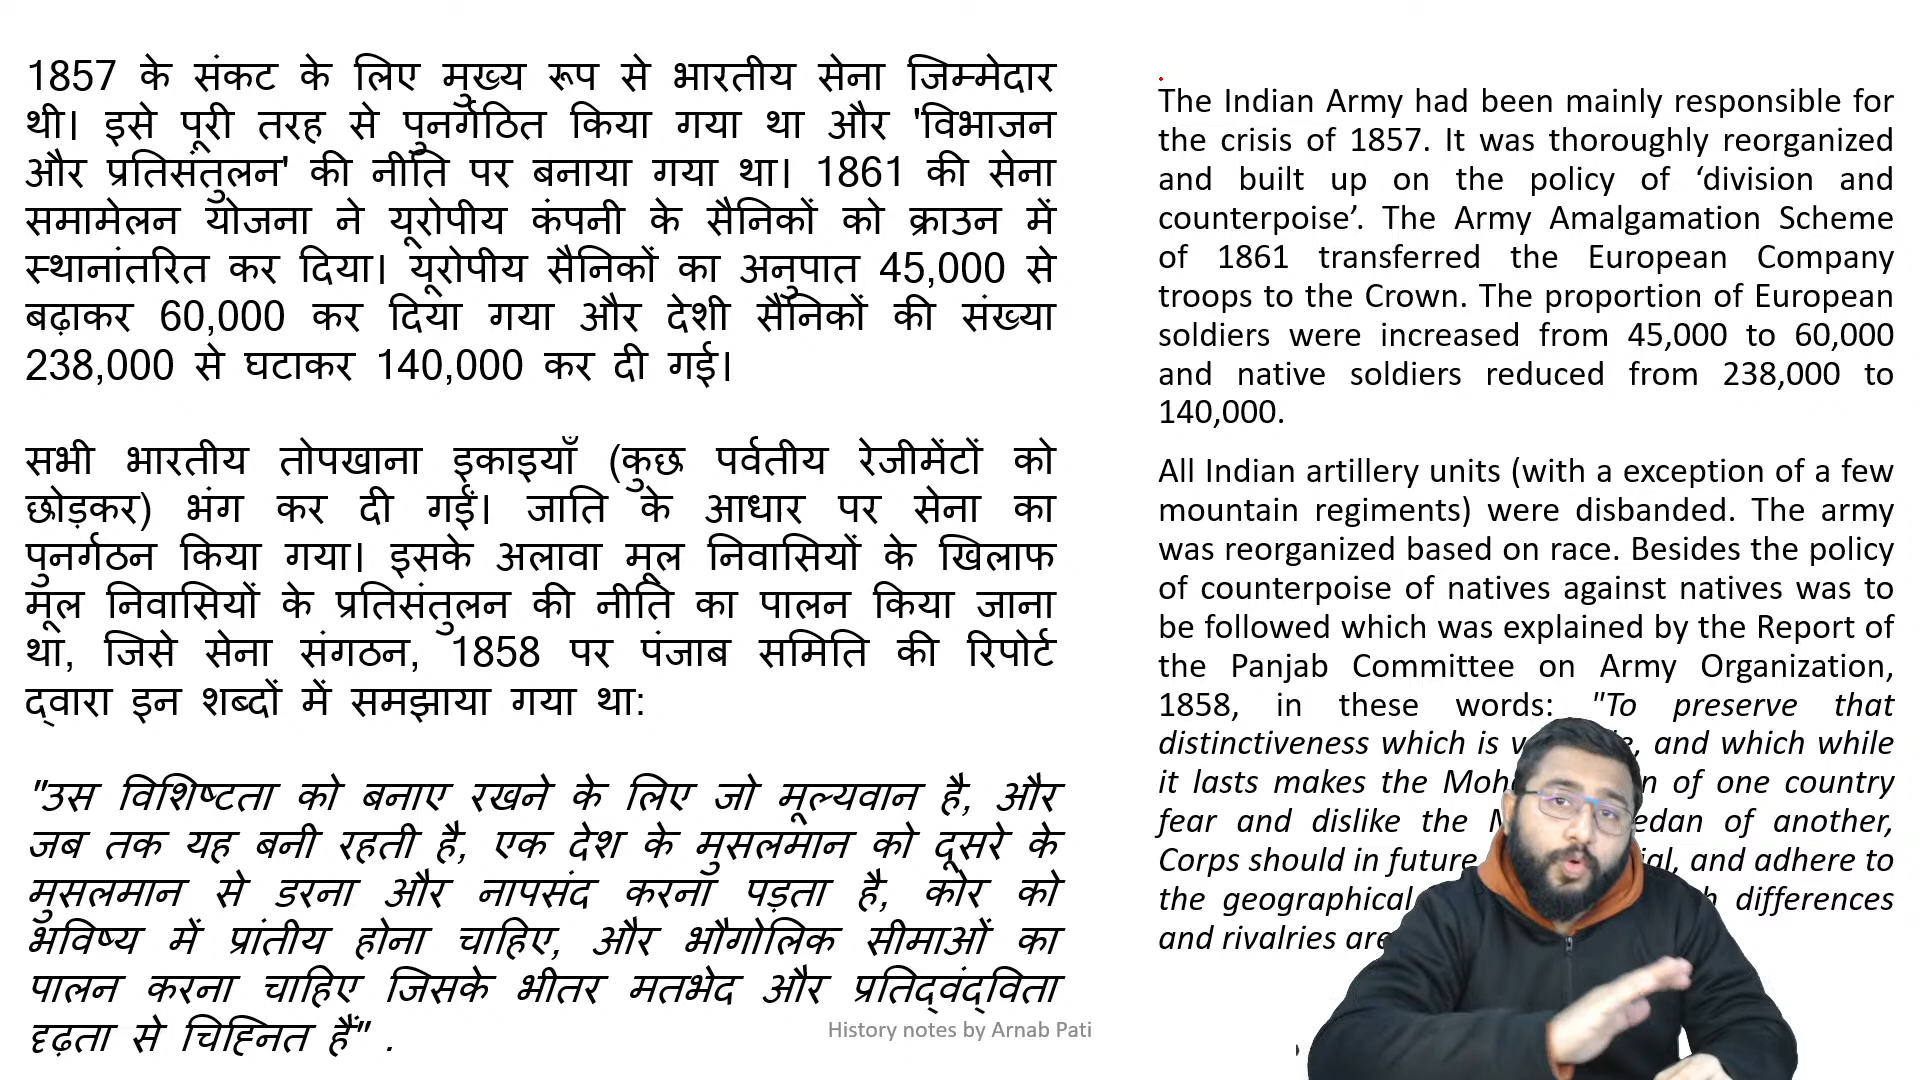 1857 के संकट के लिए मुख्य रूप से भारतीय सेना जिम्मेदार
थी। इसे पूरी तरह से पुनर्गठित किया गया था और 'विभाजन
और प्रतिसंतुलन' की नीति पर बनाया गया था। 1861 की सेना
समामेलन योजना ने यूरोपीय कंपनी के सैनिकों को क्राउन में
स्थानांतरित कर दिया। यूरोपीय सैनिकों का अनुपात 45,000 से
बढ़ाकर 60,000 कर दिया गया और देशी सैनिकों की संख्या
238,000 से घटाकर 140,000 कर दी गई।
सभी भारतीय तोपखाना इकाइयाँ (कुछ पर्वतीय रेजीमेंटों को
छोड़कर) भंग कर दी गईं। जाति के आधार पर सेना का
पुनर्गठन किया गया। इसके अलावा मूल निवासियों के खिलाफ
मूल निवासियों के प्रतिसंतुलन की नीति का पालन किया जाना
था, जिसे सेना संगठन, 1858 पर पंजाब समिति की रिपोर्ट
द्वारा इन शब्दों में समझाया गया था:
"उस विशिष्टता को बनाए रखने के लिए जो मूल्यवान है, और
जब तक यह बनी रहती है, एक देश के मुसलमान को दूसरे के
मुसलमान से डरना और नापसंद करना पड़ता है, कोर को
भविष्य में प्रांतीय होना चाहिए, और भौगोलिक सीमाओं का
पालन करना चाहिए जिसके भीतर मतभेद और प्रतिद्वंद्विता
दृढ़ता से चिह्नित हैं" .
The Indian Army had been mainly responsible for
the crisis of 1857. It was thoroughly reorganized
and built up on the policy of ‘division and
counterpoise’. The Army Amalgamation Scheme
of 1861 transferred the European Company
troops to the Crown. The proportion of European
soldiers were increased from 45,000 to 60,000
and native soldiers reduced from 238,000 to
140,000.
All Indian artillery units (with a exception of a few
mountain regiments) were disbanded. The army
was reorganized based on race. Besides the policy
of counterpoise of natives against natives was to
be followed which was explained by the Report of
the Panjab Committee on Army Organization,
1858, in these words: "To preserve that
distinctiveness which is and which while
it lasts makes the of one country
fear and dislike the of another,
Corps should in future and adhere to
the geographical differences
and rivalries are
History notes by Arnab Pati